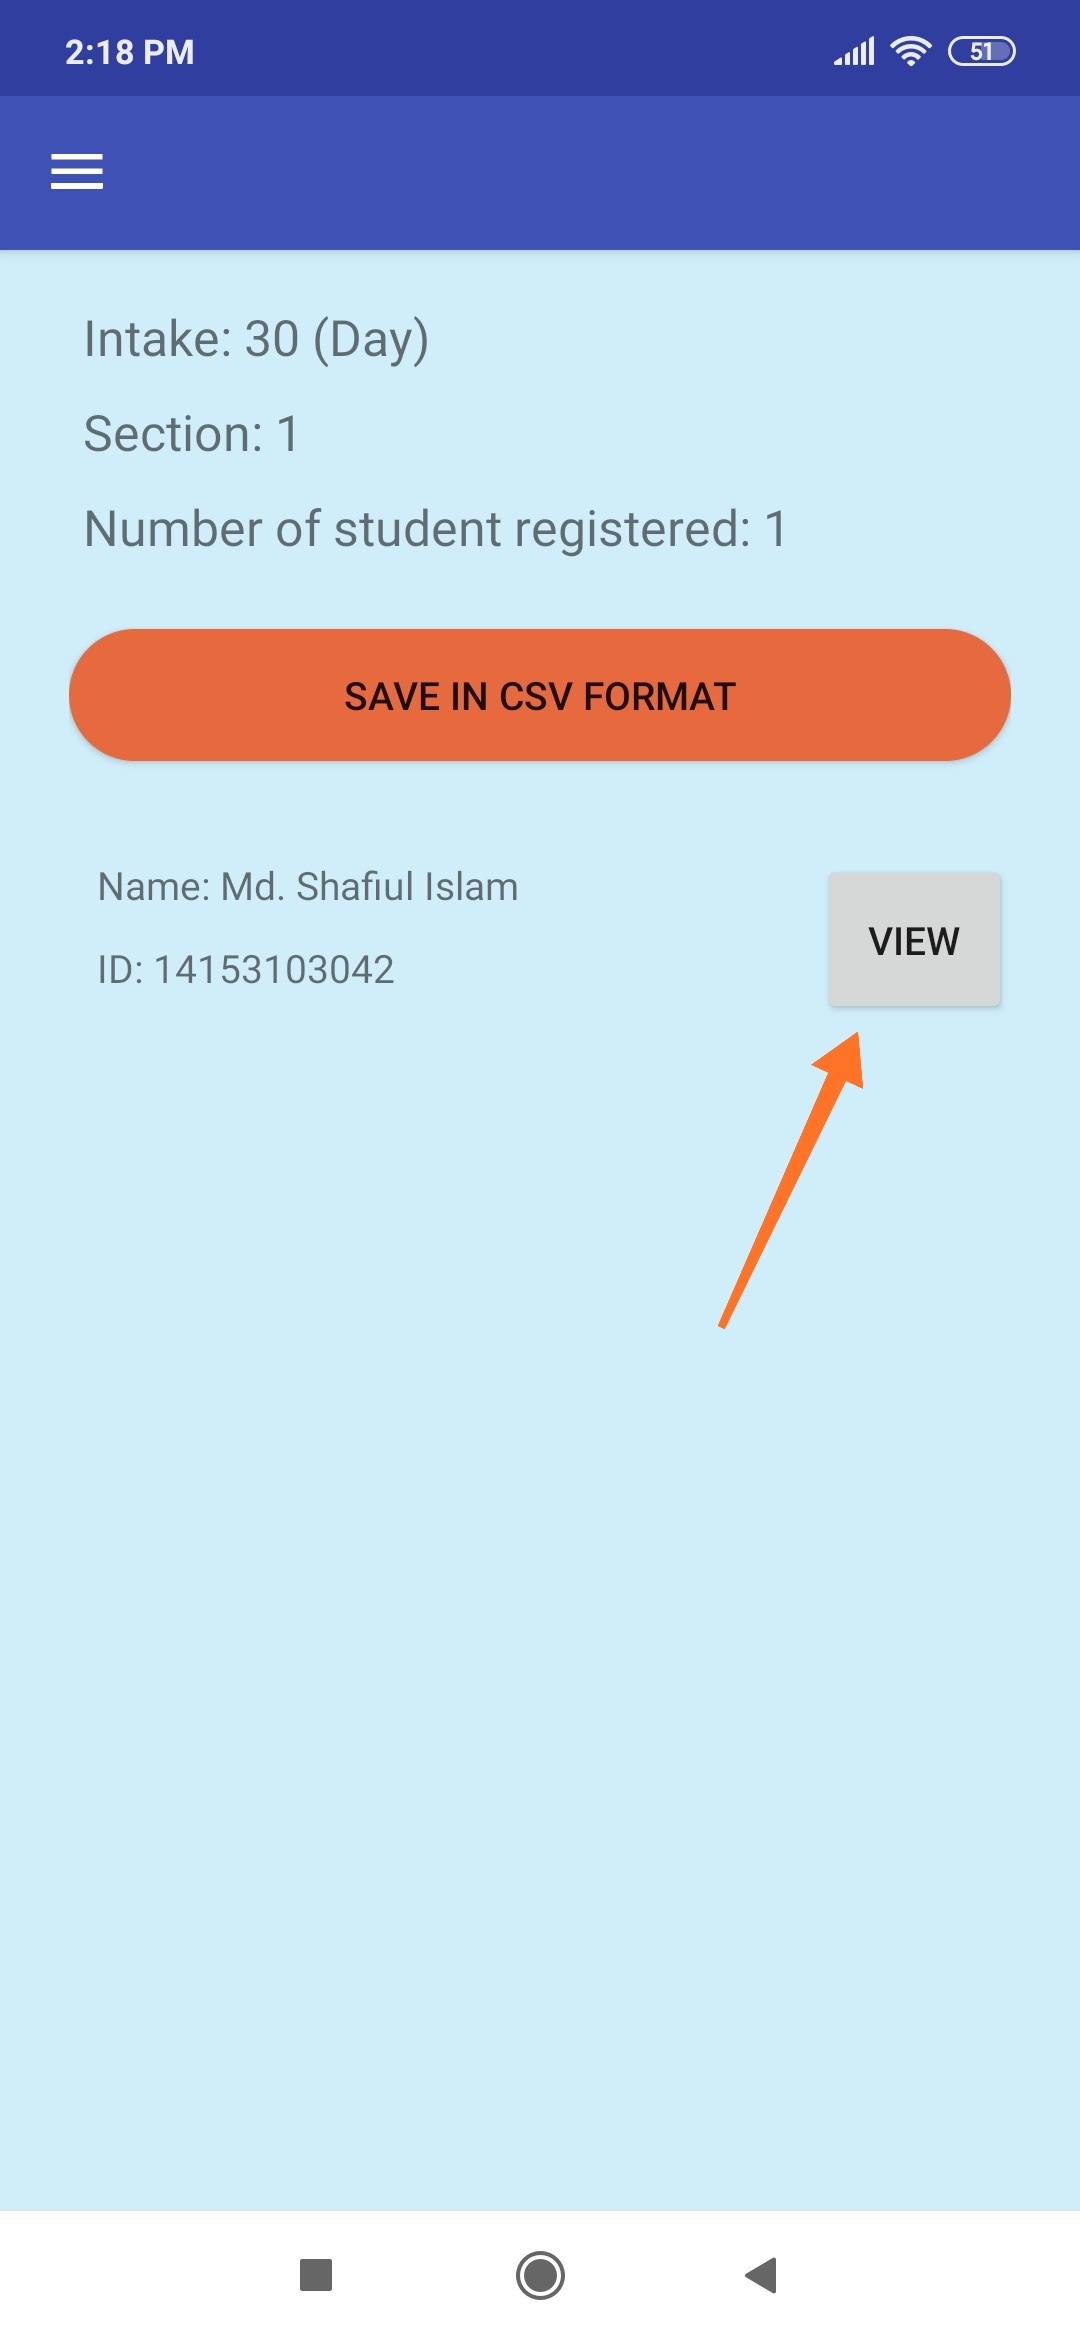 2:18 PM
51
Intake: 30 (Day)
Section: 1
Number of student registered: 1
SAVE IN CSV FORMAT
Name: Md. Shafiul Islam
VIEW
ID: 14153103042